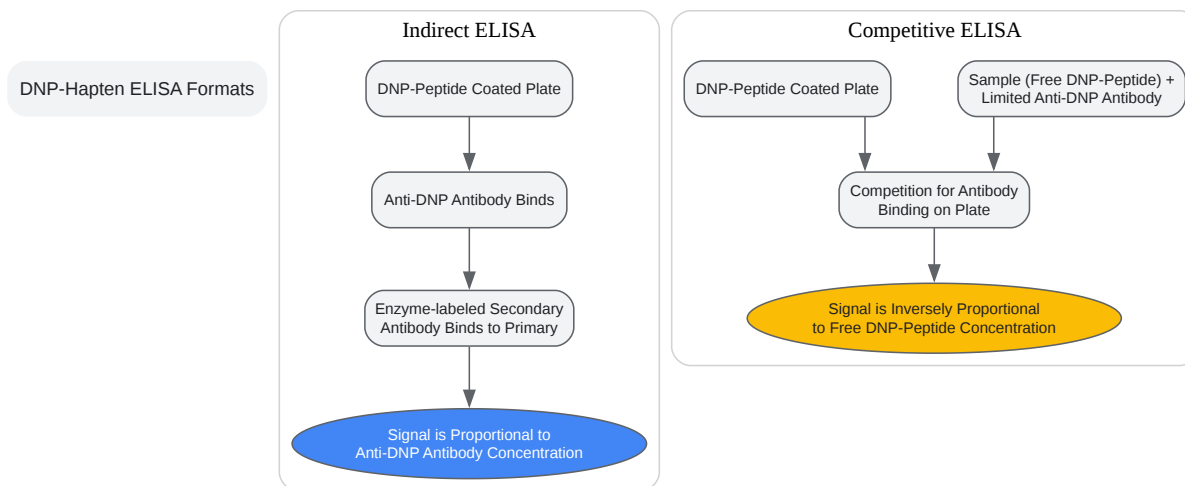 DNP-Hapten ELISA Formats
Indirect ELISA
DNP-Peptide Coated Plate
Anti-DNP Antibody Binds
Enzyme-labeled Secondary
Antibody Binds to Primary
Signal is Proportional to
Anti-DNP Antibody Concentration
Competitive ELISA
DNP-Peptide Coated Plate
Sample (Free DNP-Peptide) +
Limited Anti-DNP Antibody
Competition for Antibody
Binding on Plate
Signal is Inversely Proportional
to Free DNP-Peptide Concentration